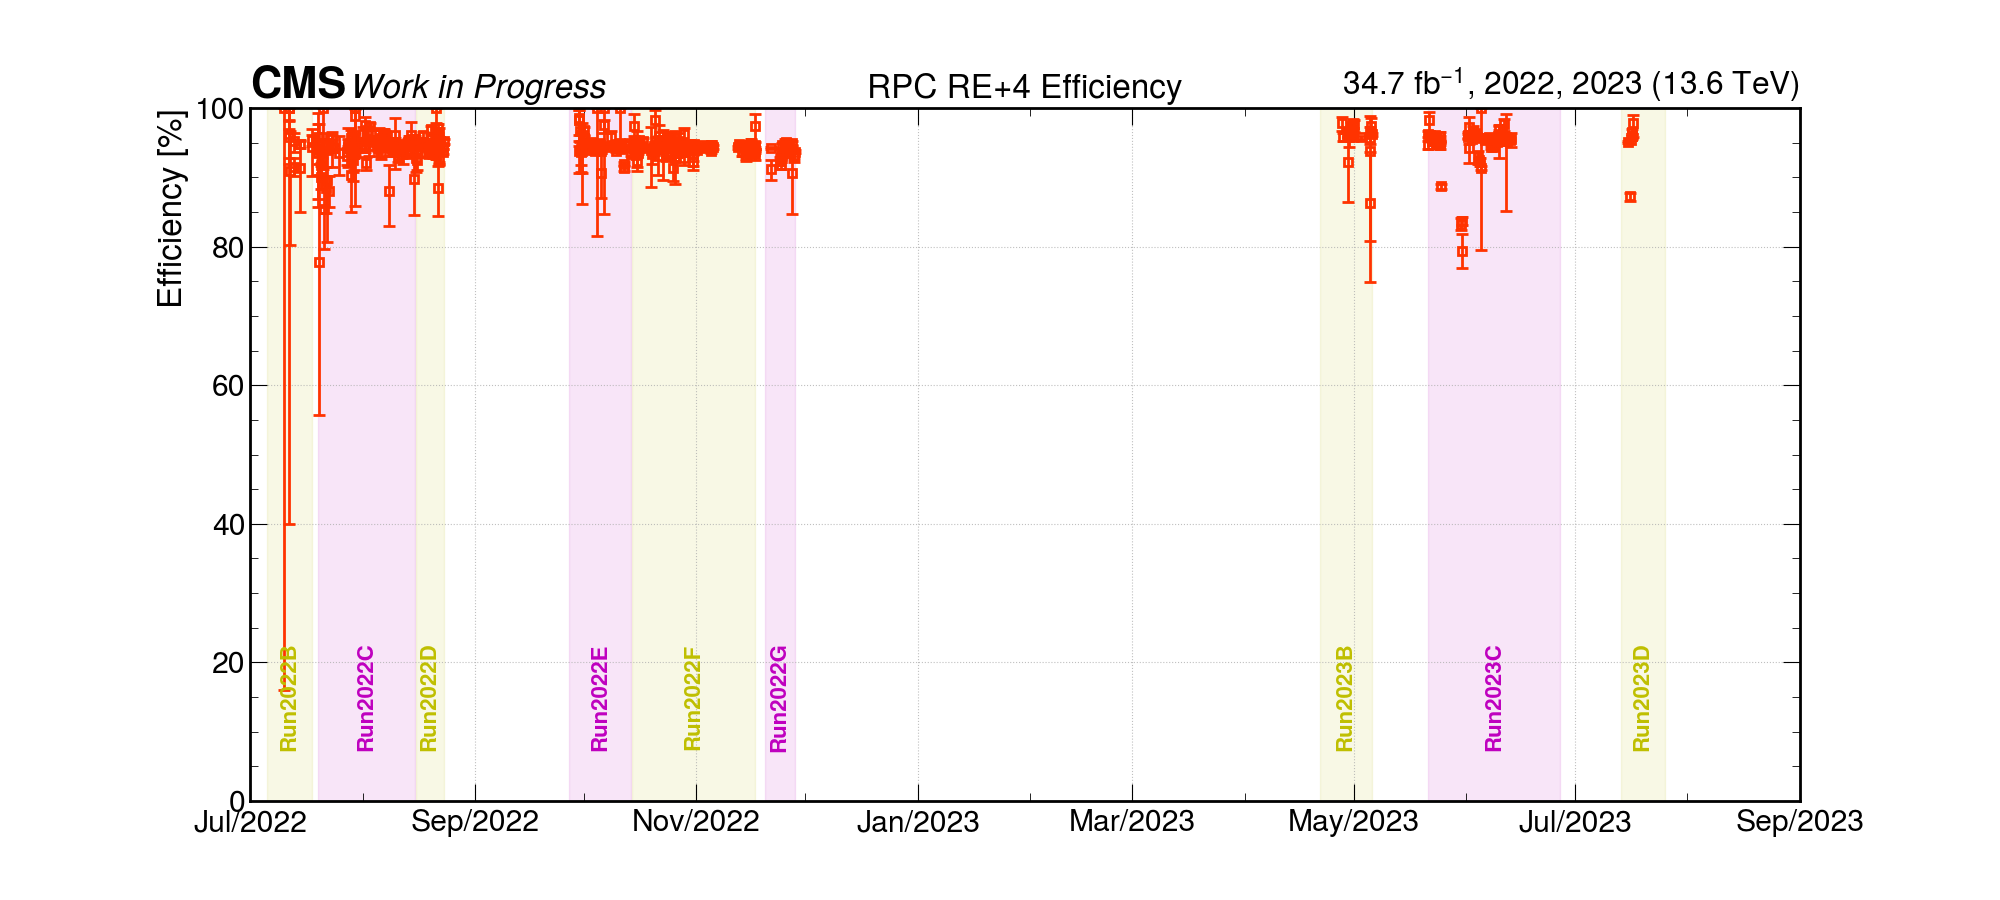 CMS Work in Progress
RPC RE+4 Efficiency
34.7 fb⁻¹, 2022, 2023 (13.6 TeV)
Efficiency [%]
100
80
60
40
20
0
Run2022B
Run2022C
Run2022D
Run2022E
Run2022F
Run2022G
Run2023B
Run2023C
Run2023D
Jul/2022 Sep/2022 Nov/2022 Jan/2023 Mar/2023 May/2023 Jul/2023 Sep/2023